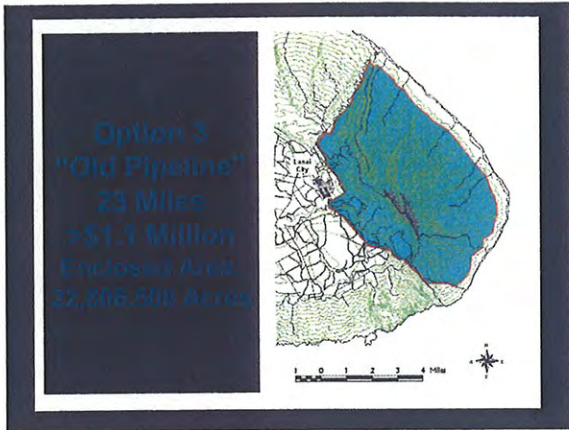 Option 3
"Old Pipeline"
23 Miles
>$1.1 Million
Enclosed Area:
Acres
Lanai
City
1 0 1 2 3 4 Miles
N
S